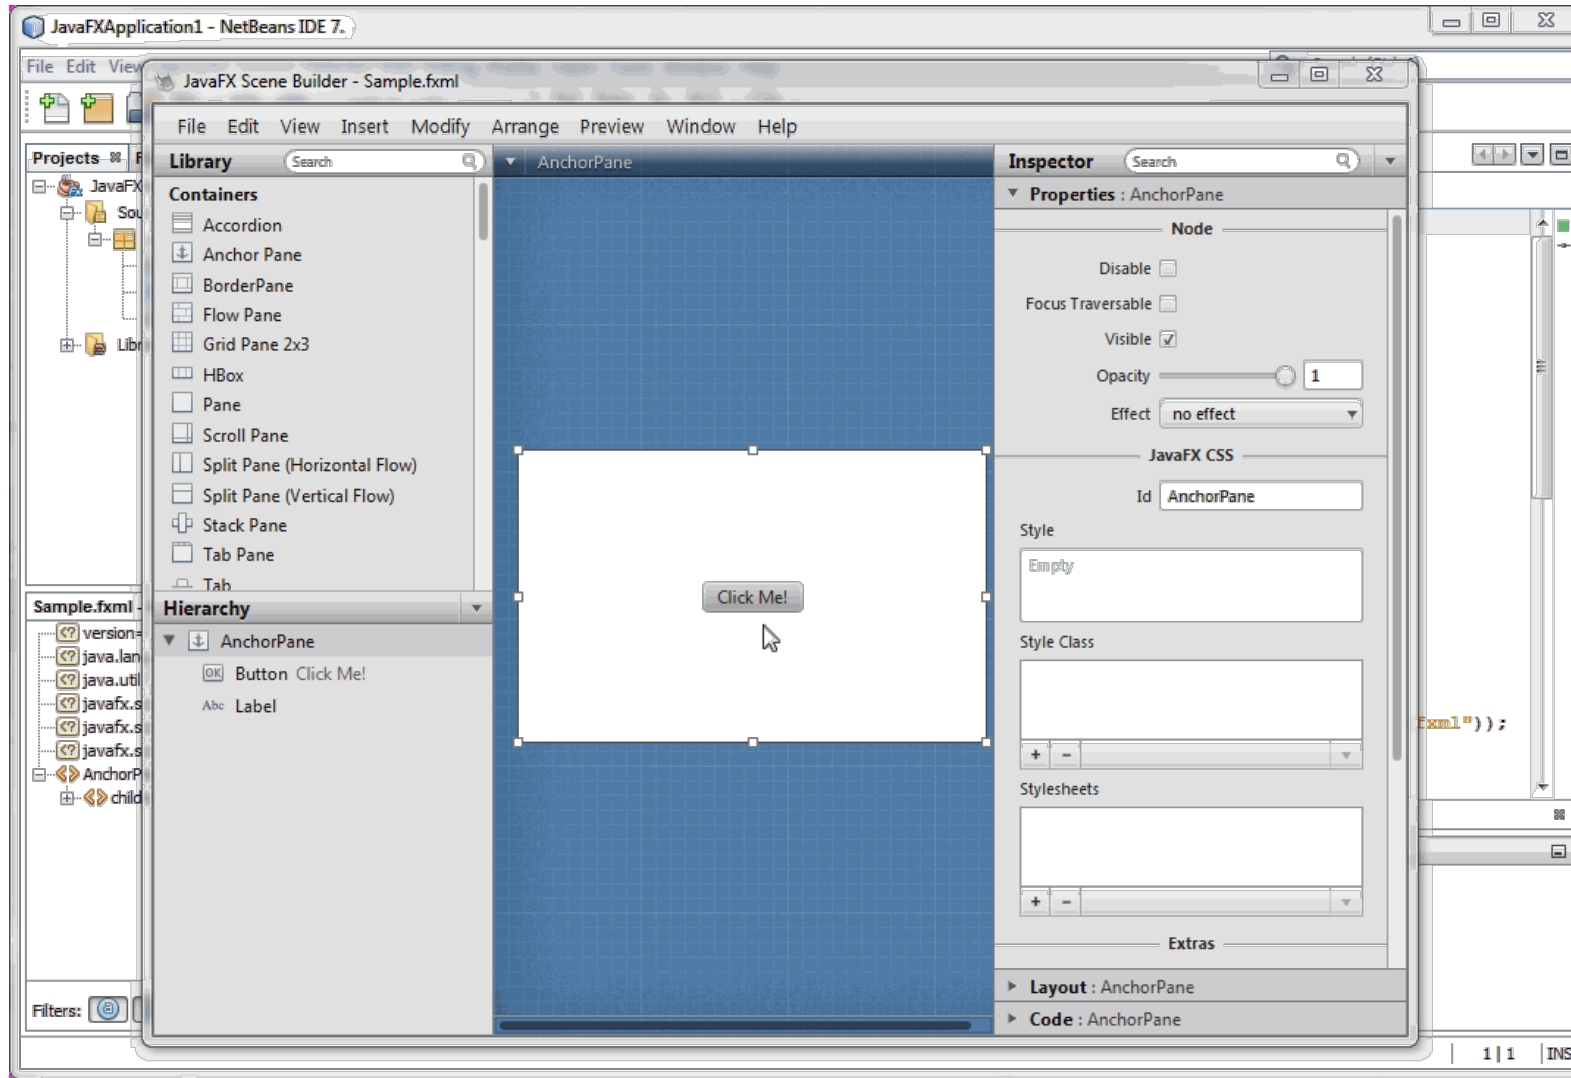 JavaFXApplication1 - NetBeans IDE 7.
File Edit View
JavaFX Scene Builder - Sample.fxml
File Edit View Insert Modify Arrange Preview Window Help
Projects
JavaFX
Sou
Libr
Library Search
Containers
Accordion
Anchor Pane
BorderPane
Flow Pane
Grid Pane 2x3
HBox
Pane
Scroll Pane
Split Pane (Horizontal Flow)
Split Pane (Vertical Flow)
Stack Pane
Tab Pane
Tab
Hierarchy
AnchorPane
OK Button Click Me!
Abc Label
Sample.fxml -
<?> version=
<?> java.lan
<?> java.util
<?> javafx.s
<?> javafx.s
<?> javafx.s
AnchorP
child
Filters:
AnchorPane
Click Me!
Inspector Search
Properties : AnchorPane
Node
Disable
Focus Traversable
Visible
Opacity 1
Effect no effect
JavaFX CSS
Id AnchorPane
Style
Empty
Style Class
+ -
Stylesheets
+ -
Extras
Layout : AnchorPane
Code : AnchorPane
fxml"));
1|1 INS